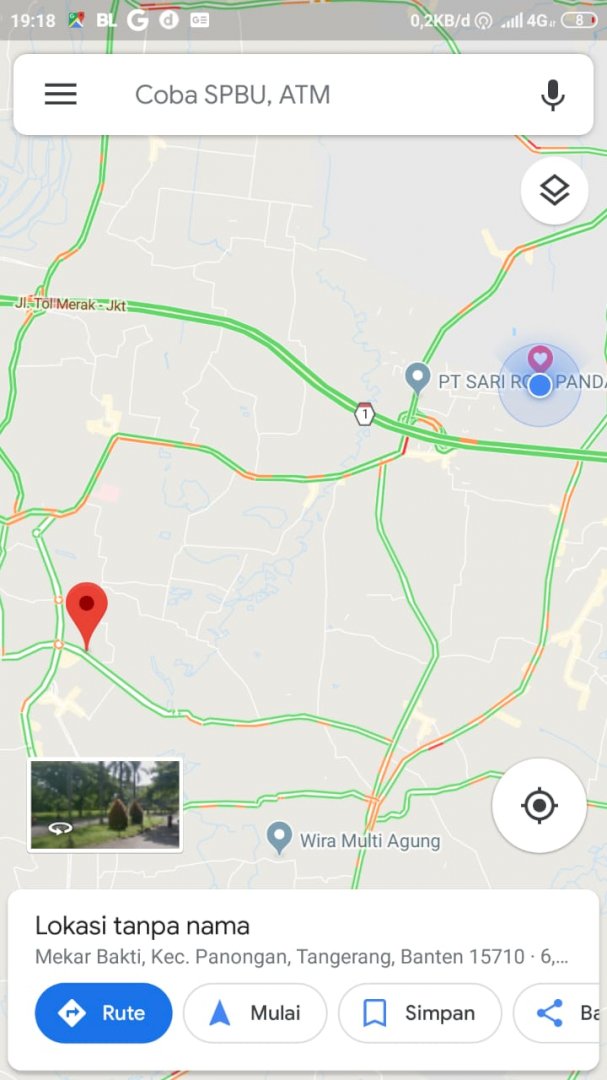 19:18 BL G d GE 0,2KB/d 4G 8
Coba SPBU, ATM
Jl. Tol Merak - Jkt
PT SARI PANDA
1
Wira Multi Agung
Lokasi tanpa nama
Mekar Bakti, Kec. Panongan, Tangerang, Banten 15710 · 6,...
Rute Mulai Simpan Ba